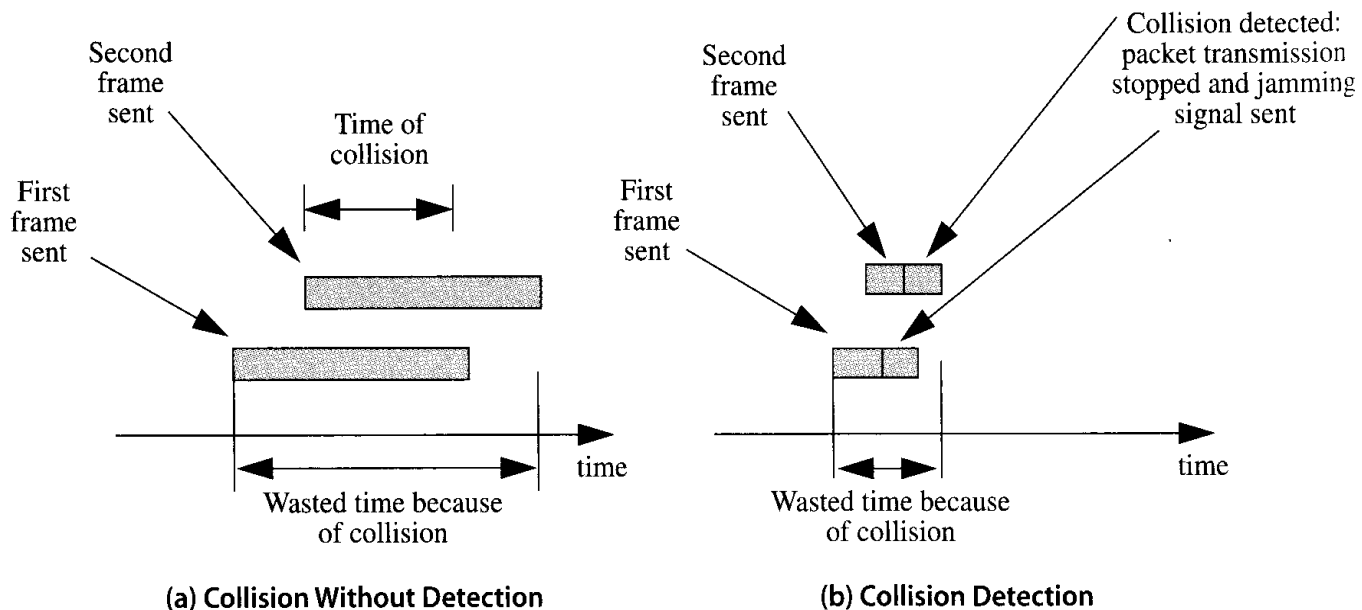 Second
frame
sent
Time of
collision
First
frame
sent
time
Wasted time because
of collision
(a) Collision Without Detection
Second
frame
sent
Collision detected:
packet transmission
stopped and jamming
signal sent
First
frame
sent
time
Wasted time because
of collision
(b) Collision Detection